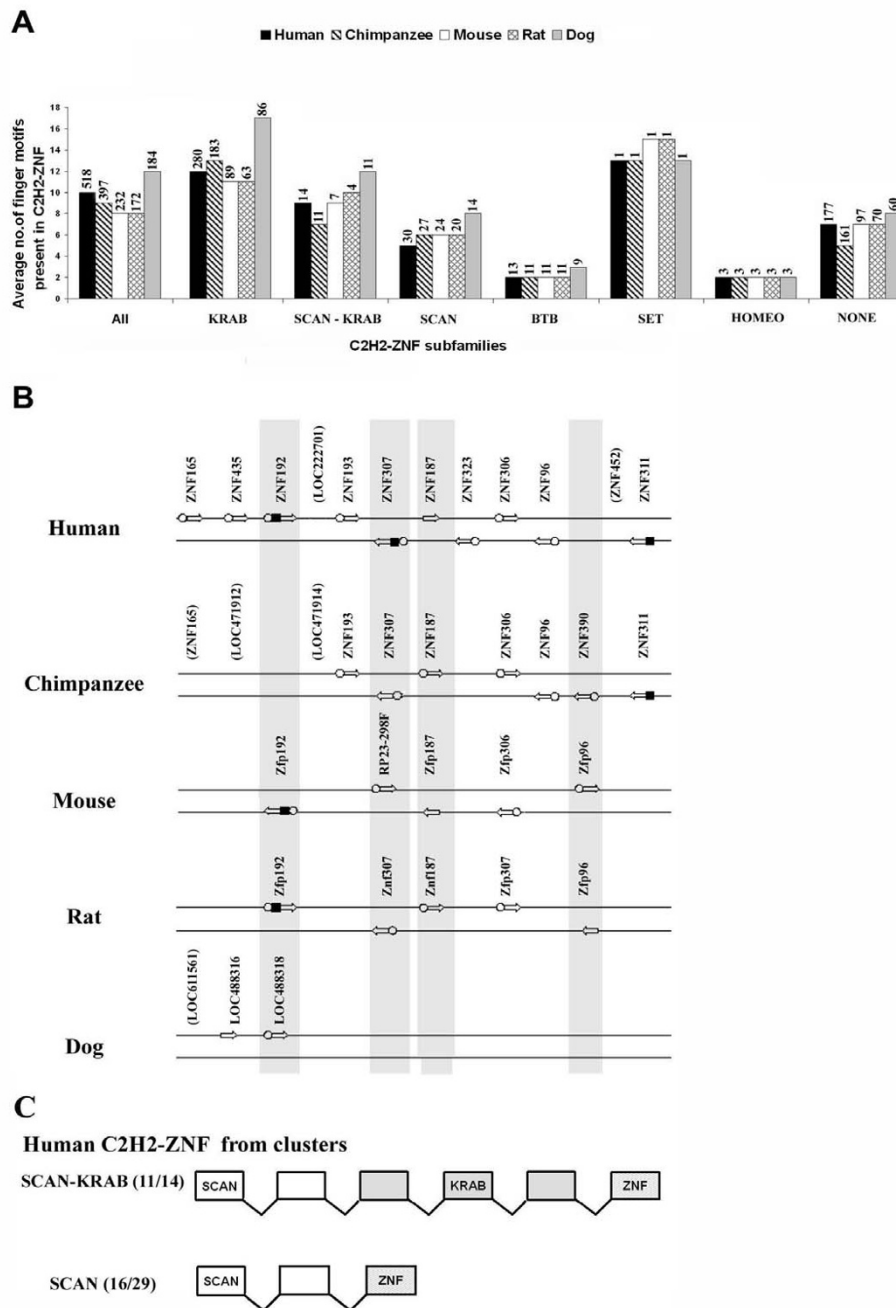 A
Human Chimpanzee Mouse Rat Dog
Average no. of finger motifs
present in C2H2-ZNF
18
16
14
12
10
8
6
4
2
0
518 397 232 172 184
280 183 89 63 86
14 11 7 4 11
30 27 24 20 14
13 11 11 11 9
1 1 1 1 1
3 3 3 3 3
177 161 97 70 60
All KRAB SCAN - KRAB SCAN BTB SET HOMEO NONE
C2H2-ZNF subfamilies
B
ZNF165 ZNF435 ZNF192 (LOC222701) ZNF193 ZNF307 ZNF187 ZNF323 ZNF306 ZNF96 (ZNF452) ZNF311
Human
(ZNF165) (LOC471912) (LOC471914) ZNF193 ZNF307 ZNF187 ZNF306 ZNF96 ZNF390 ZNF311
Chimpanzee
Zfp192 RP23-298F Zfp187 Zfp306 Zfp96
Mouse
Zfp192 Znf307 Znf187 Zfp307 Zfp96
Rat
(LOC611561) LOC488316 LOC488318
Dog
C
Human C2H2-ZNF from clusters
SCAN-KRAB (11/14) SCAN KRAB ZNF
SCAN (16/29) SCAN ZNF